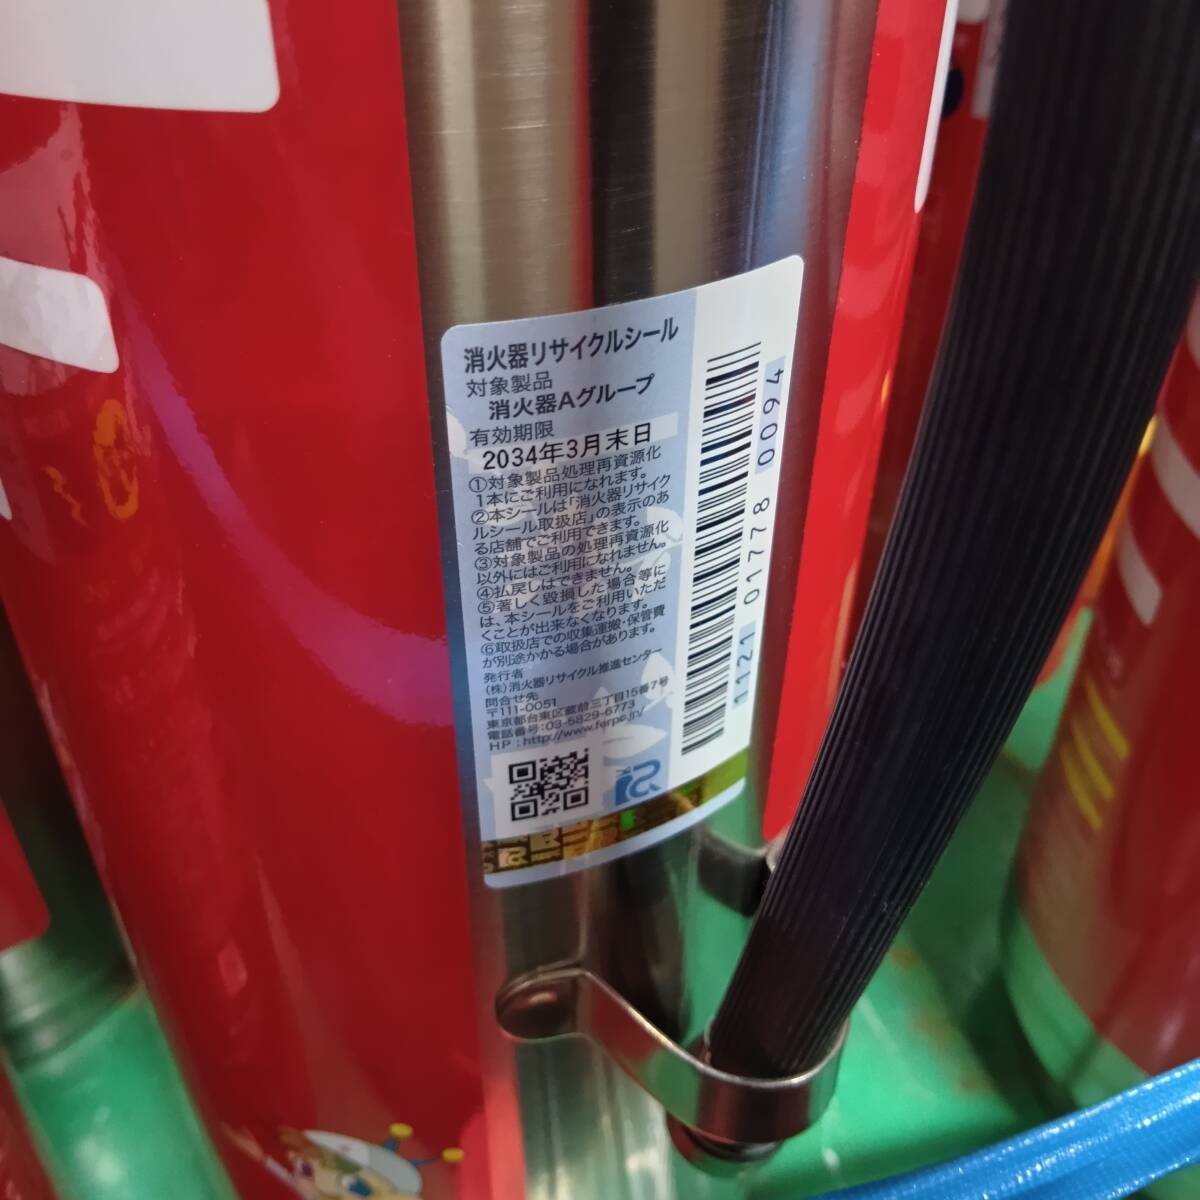 消火器リサイクルシール
対象製品
消火器Aグループ
有効期限
2034年3月末日
①対象製品処理再資源化
1本にご利用になれます。
②本シールは「消火器リサイク
ルシール取扱店」の表示のあ
る店舗でご利用できます。
③対象製品の処理再資源化
以外にはご利用になれません。
④払戻しはできません。
⑤著しく毀損した場合等に
は、本シールをご利用いただ
くことが出来なくなります。
⑥取扱店での収集運搬・保管費
が別途かかる場合があります。
発行者
(株)消火器リサイクル推進センター
問合せ先
〒111-0051
東京都台東区蔵前三丁目15番7号
電話番号:03-5829-6773
HP:http://www.ferpc.jp/
1121 01778 0094